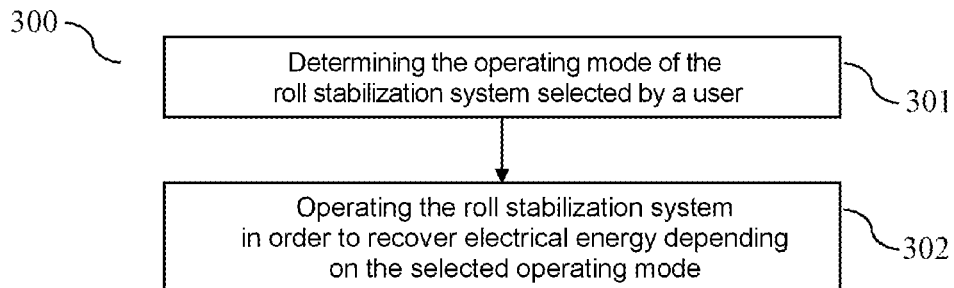 300
Determining the operating mode of the
roll stabilization system selected by a user
301
Operating the roll stabilization system
in order to recover electrical energy depending
on the selected operating mode
302